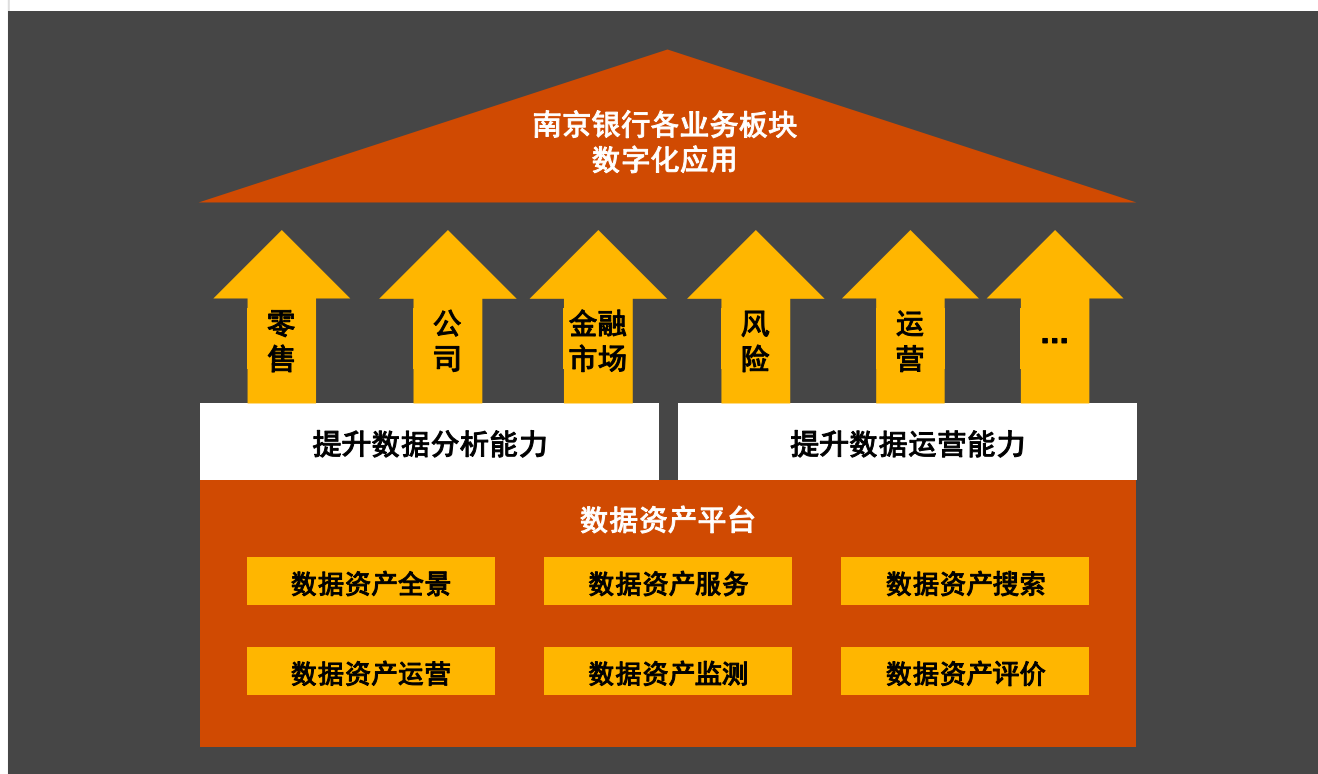 南京银行各业务板块
数字化应用
零
售
公
司
金融
市场
风
险
运
营
...
提升数据分析能力
提升数据运营能力
数据资产平台
数据资产全景
数据资产服务
数据资产搜索
数据资产运营
数据资产监测
数据资产评价